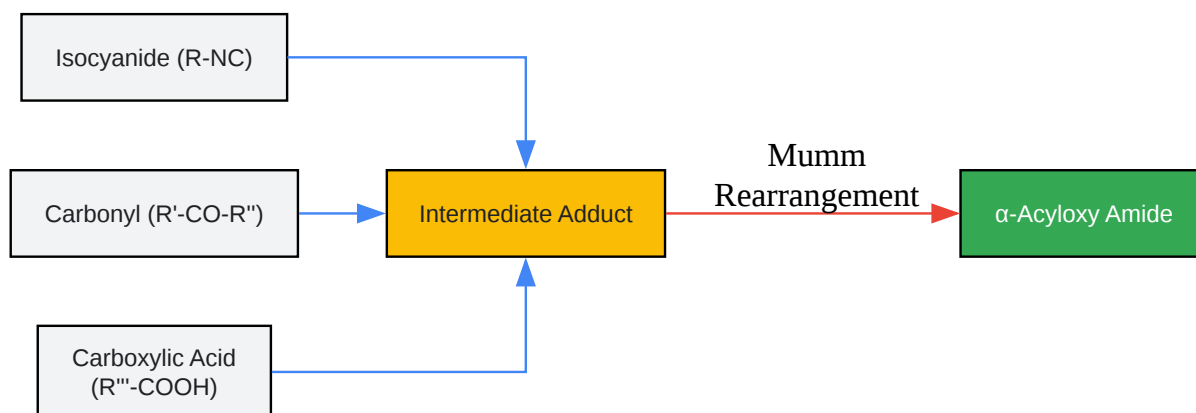 Isocyanide (R-NC)
Mumm
Rearrangement
Carbonyl (R'-CO-R'')
Intermediate Adduct
α-Acyloxy Amide
Carboxylic Acid
(R'''-COOH)